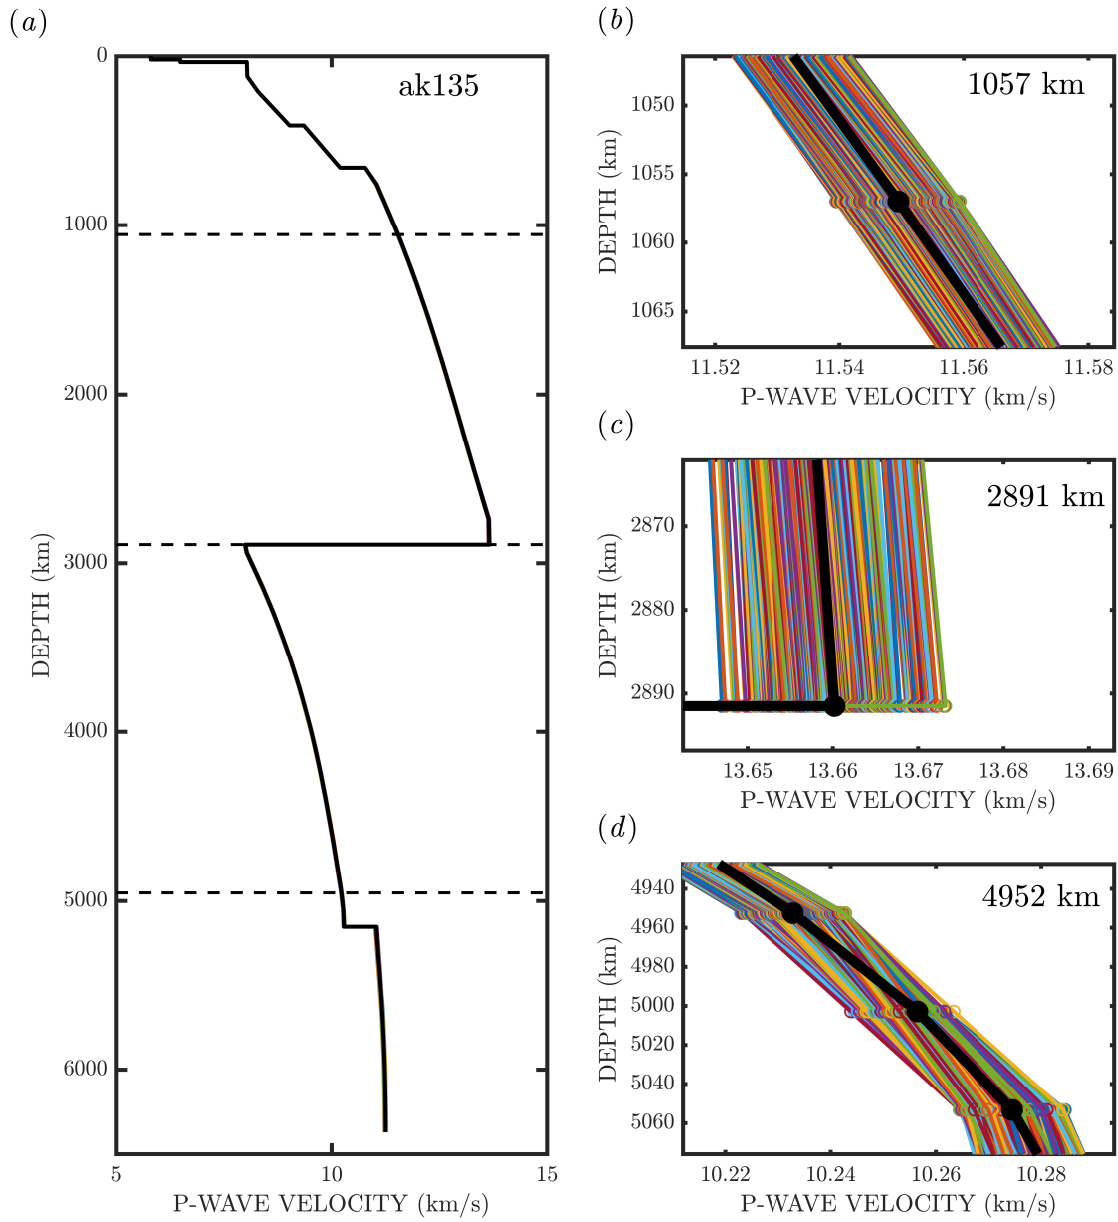 (a)
ak135
0
1000
2000
3000
4000
5000
6000
DEPTH (km)
5
10
15
P-WAVE VELOCITY (km/s)
(b)
1057 km
1050
1055
1060
1065
DEPTH (km)
11.52
11.54
11.56
11.58
P-WAVE VELOCITY (km/s)
(c)
2891 km
2870
2880
2890
DEPTH (km)
13.65
13.66
13.67
13.68
13.69
P-WAVE VELOCITY (km/s)
(d)
4952 km
4940
4960
4980
5000
5020
5040
5060
DEPTH (km)
10.22
10.24
10.26
10.28
P-WAVE VELOCITY (km/s)